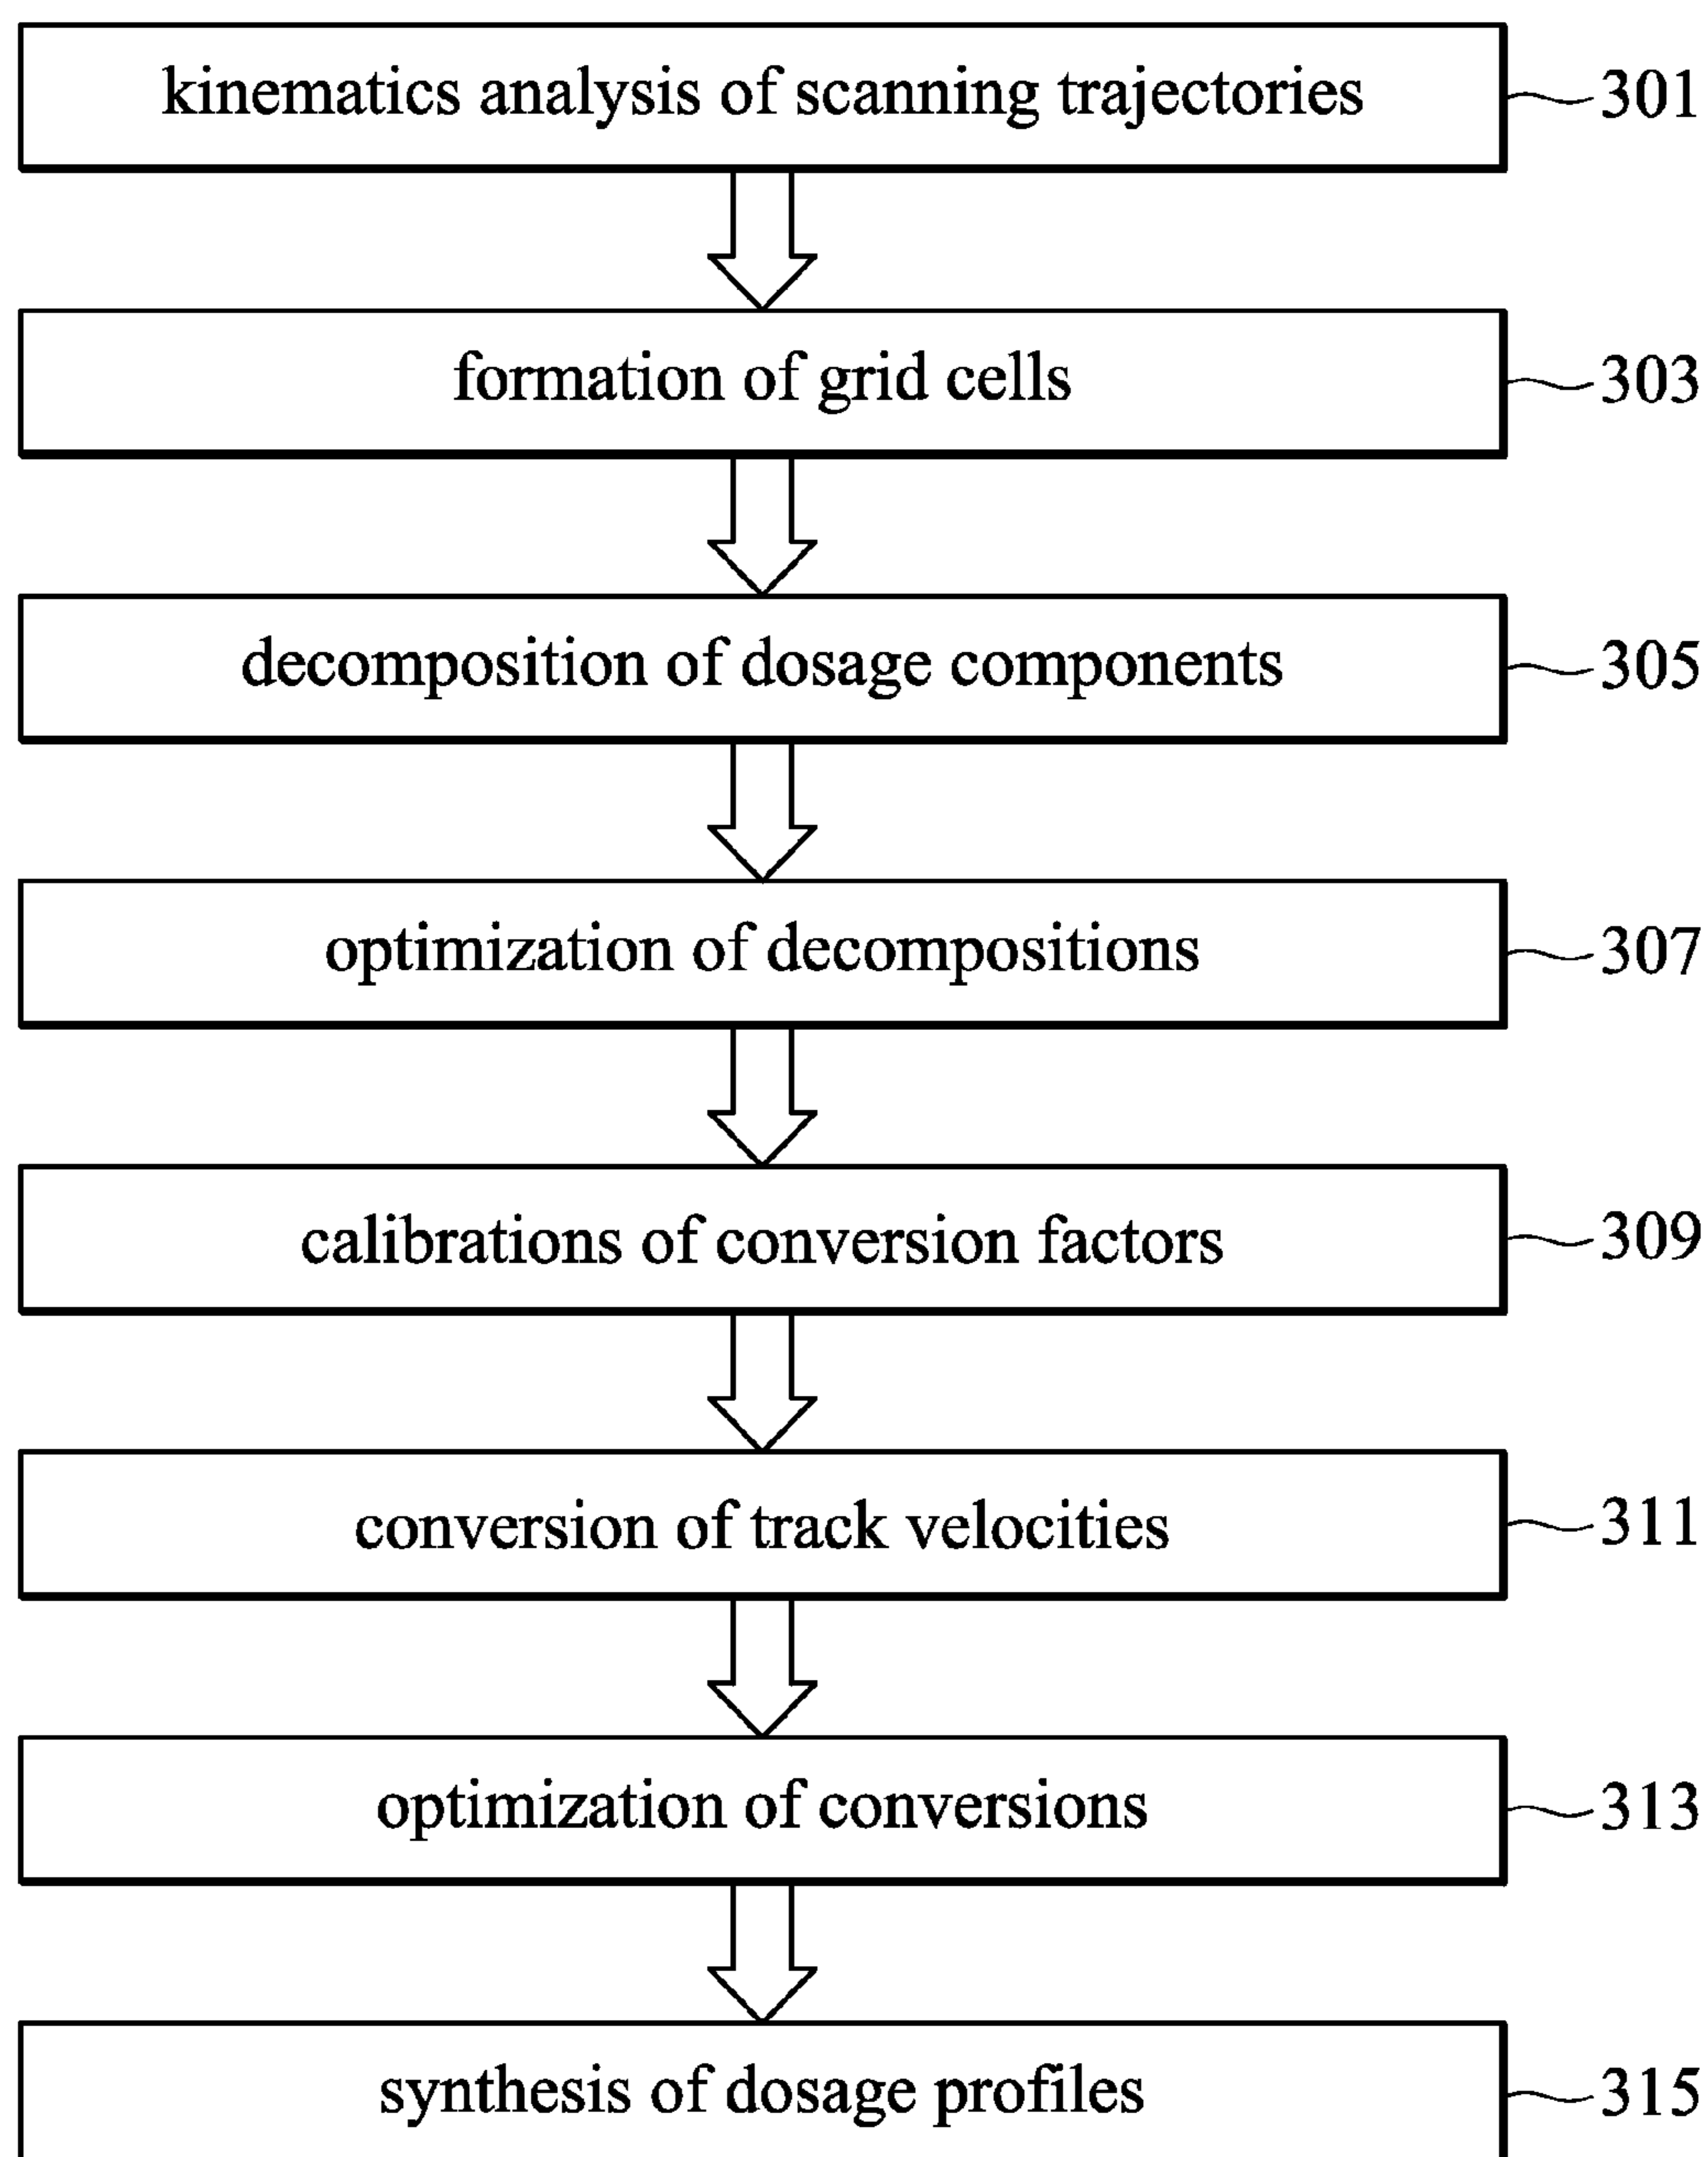 kinematics analysis of scanning trajectories 301
formation of grid cells 303
decomposition of dosage components 305
optimization of decompositions 307
calibrations of conversion factors 309
conversion of track velocities 311
optimization of conversions 313
synthesis of dosage profiles 315